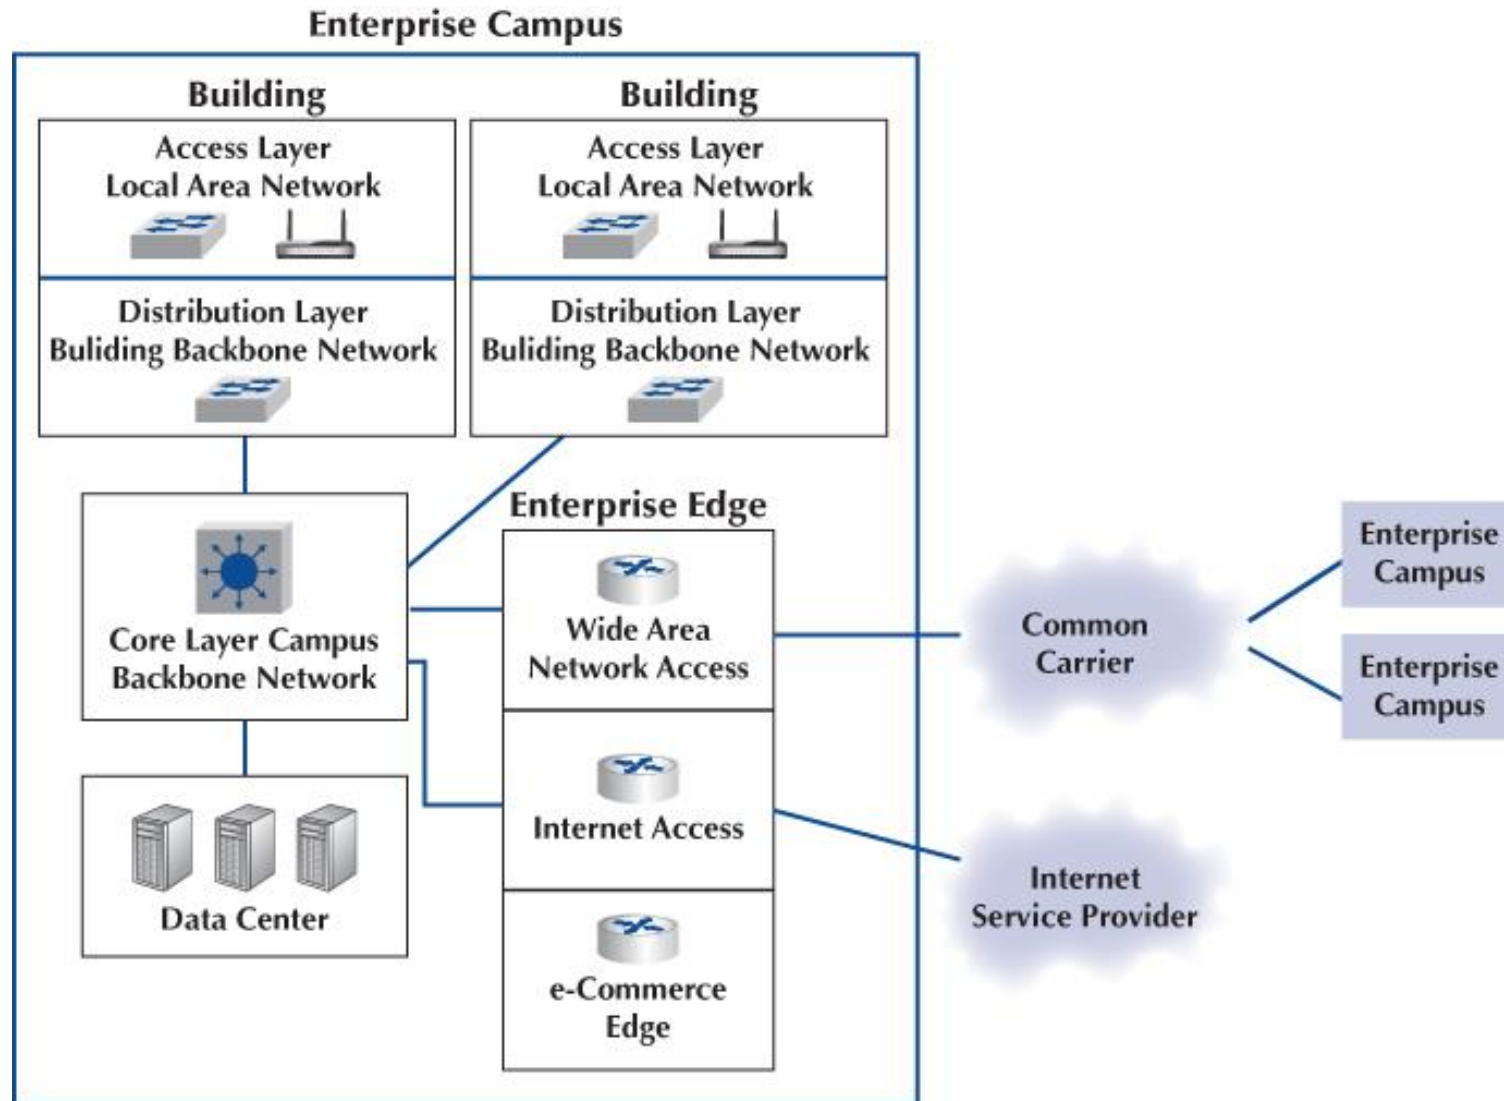 Enterprise Campus
Building
Access Layer
Local Area Network
Distribution Layer
Buliding Backbone Network
Building
Access Layer
Local Area Network
Distribution Layer
Buliding Backbone Network
Core Layer Campus
Backbone Network
Data Center
Enterprise Edge
Wide Area
Network Access
Internet Access
e-Commerce
Edge
Common
Carrier
Internet
Service Provider
Enterprise
Campus
Enterprise
Campus